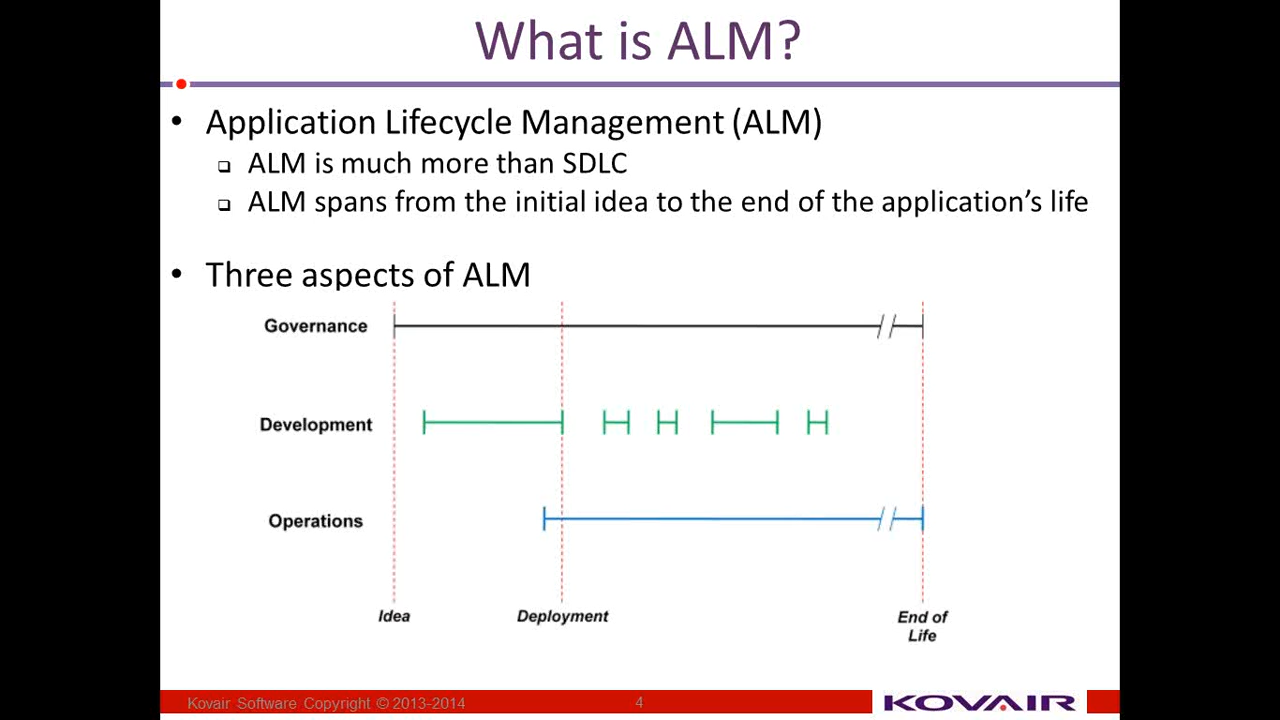 What is ALM?
• Application Lifecycle Management (ALM)
❑ ALM is much more than SDLC
❑ ALM spans from the initial idea to the end of the application’s life
• Three aspects of ALM
Governance
Development
Operations
Idea
Deployment
End of
Life
Kovair Software Copyright © 2013-2014
4
KOVAIR